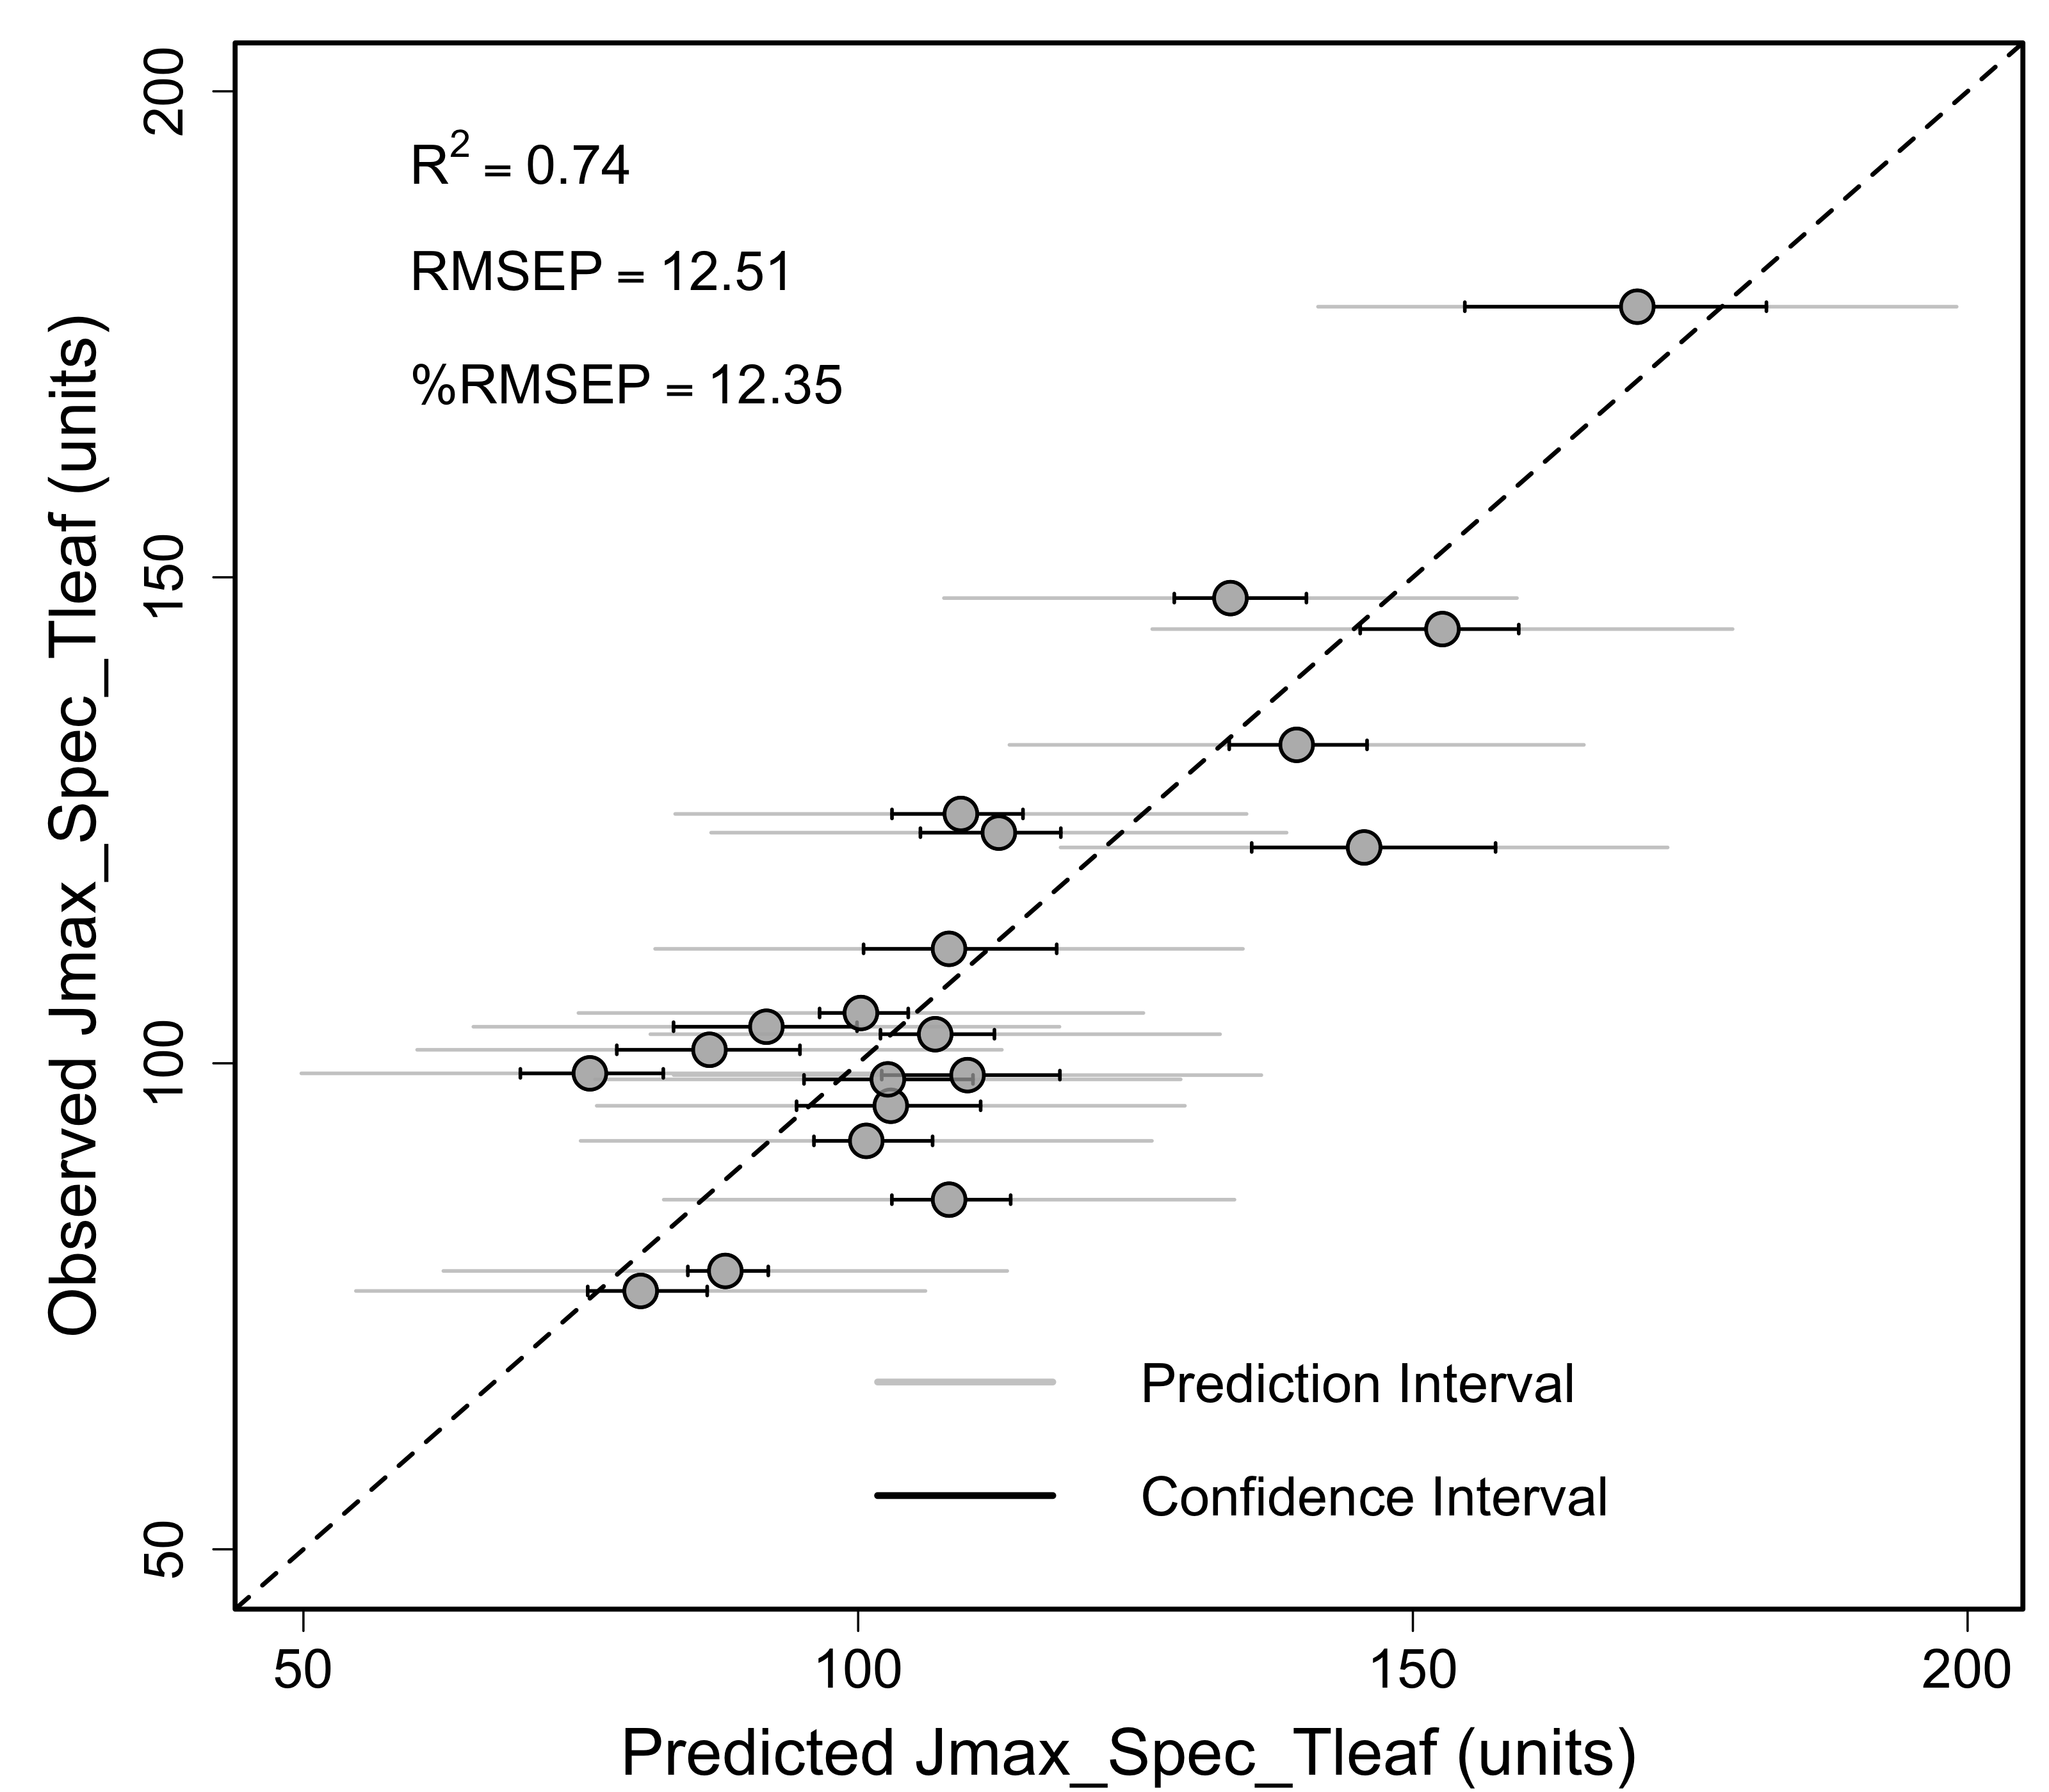 R2 = 0.74
RMSEP = 12.51
%RMSEP = 12.35
Observed Jmax_Spec_Tleaf (units)
200
150
100
50
Prediction Interval
Confidence Interval
50 100 150 200
Predicted Jmax_Spec_Tleaf (units)